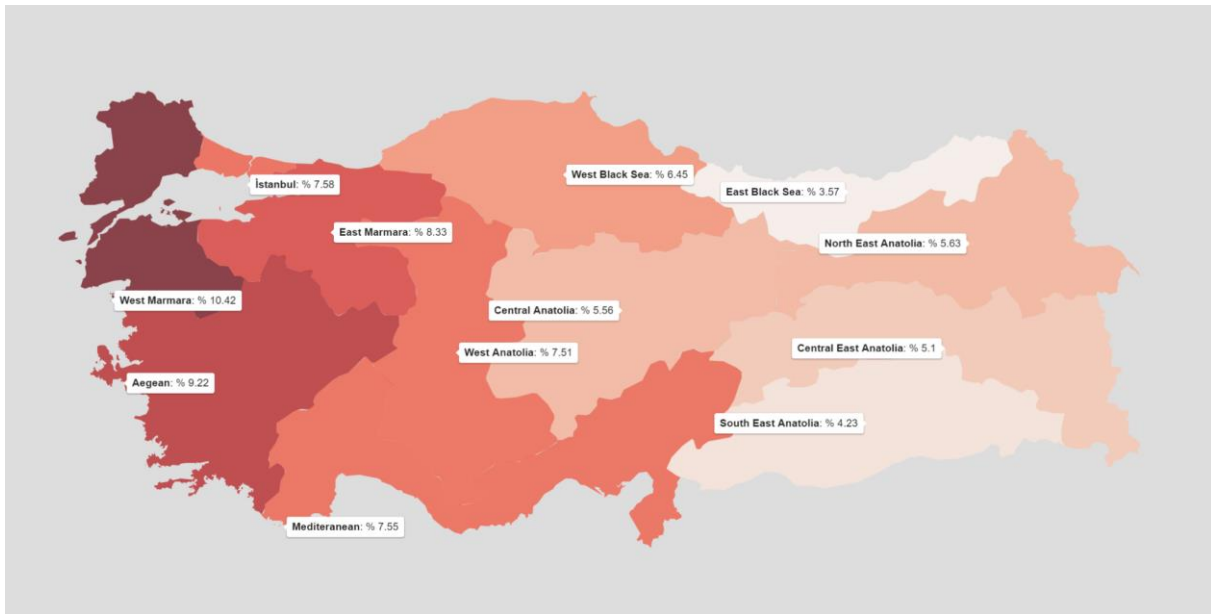 West Black Sea: % 6.45
İstanbul: % 7.58
East Black Sea: % 3.57
East Marmara: % 8.33
North East Anatolia: % 5.63
West Marmara: % 10.42
Central Anatolia: % 5.56
West Anatolia: % 7.51
Central East Anatolia: % 5.1
Aegean: % 9.22
South East Anatolia: % 4.23
Mediteranean: % 7.55